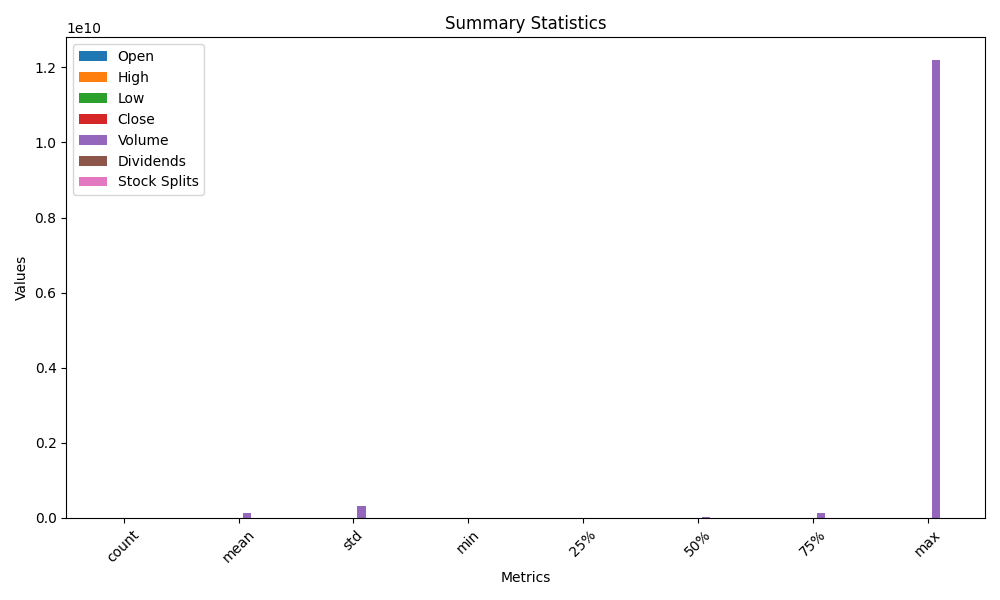 Summary Statistics
1e10
Open
High
Low
Close
Volume
Dividends
Stock Splits
1.2
1.0
0.8
0.6
0.4
0.2
0.0
Values
count
mean
std
min
25%
50%
75%
max
Metrics